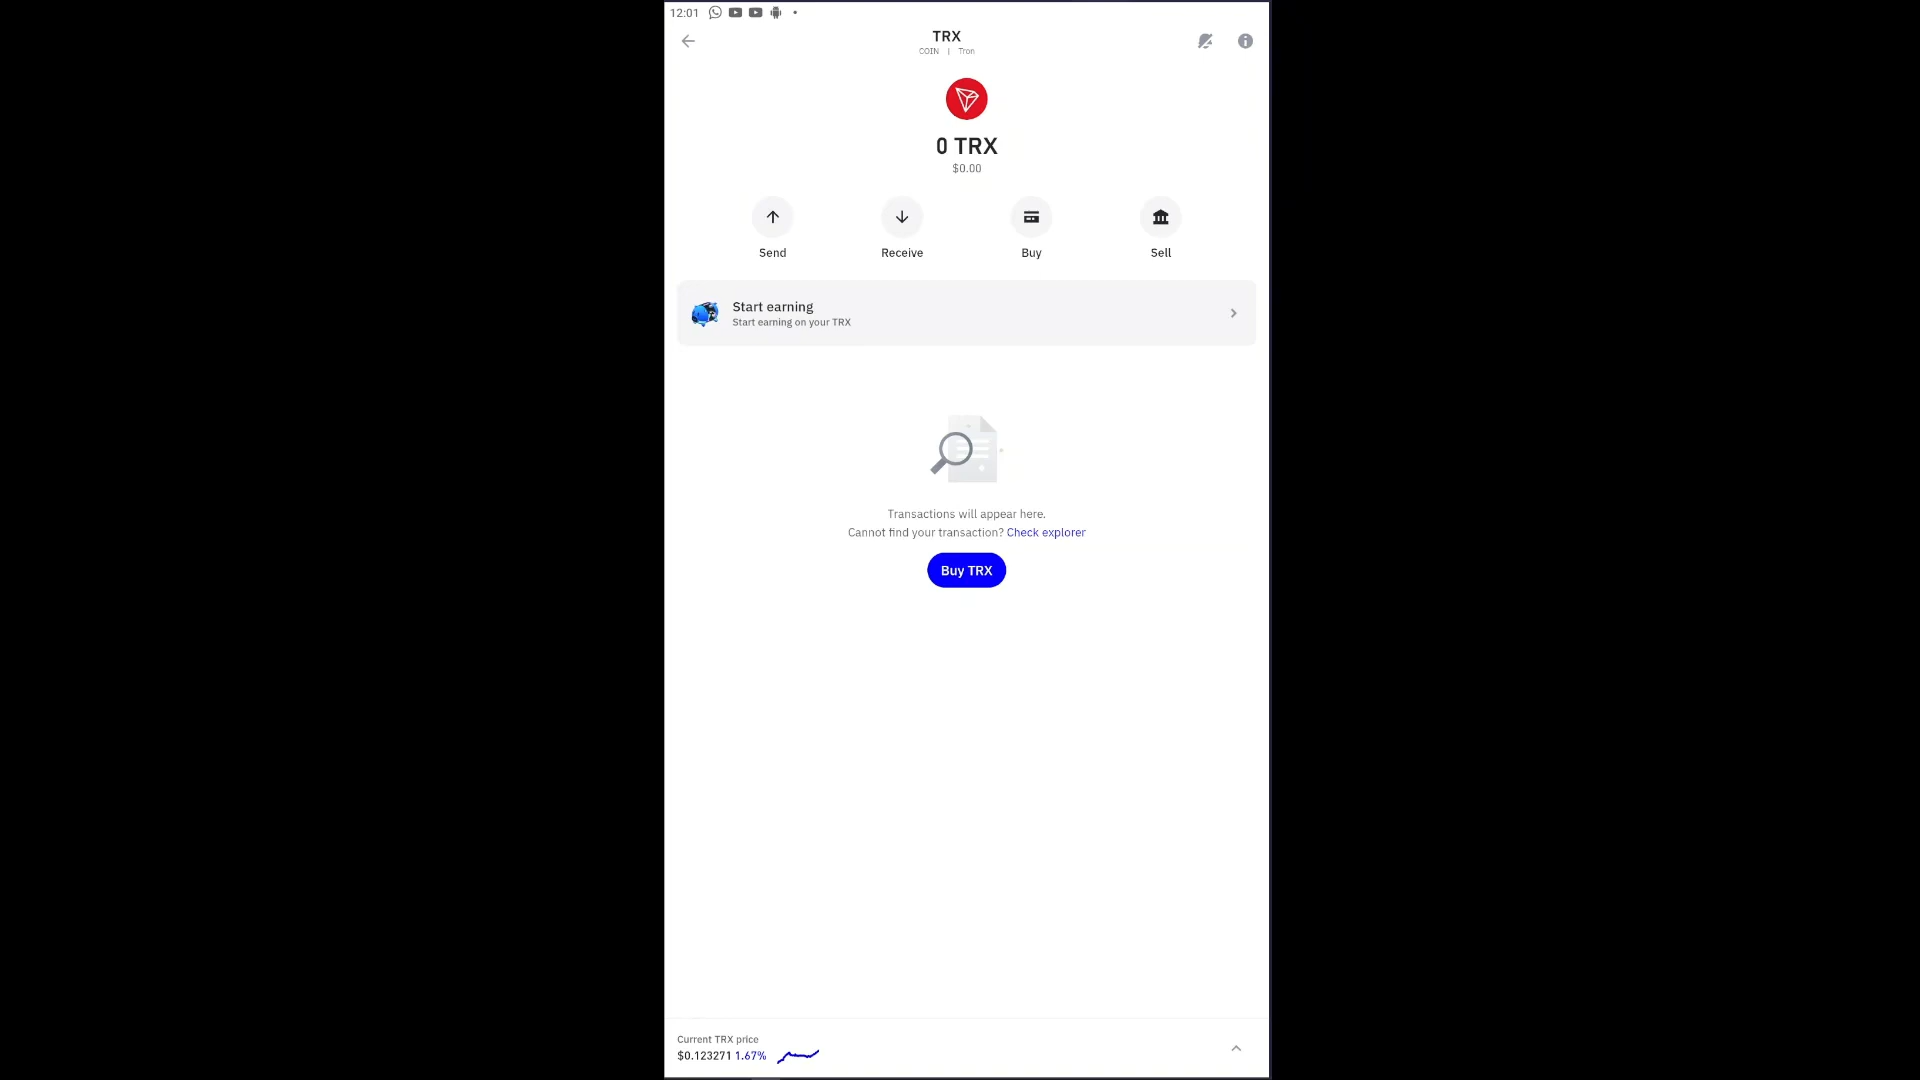 12:01
TRX
COIN | Tron
0 TRX
$0.00
Send Receive Buy Sell
Start earning
Start earning on your TRX
Transactions will appear here.
Cannot find your transaction? Check explorer
Buy TRX
Current TRX price
$0.123271 1.67%